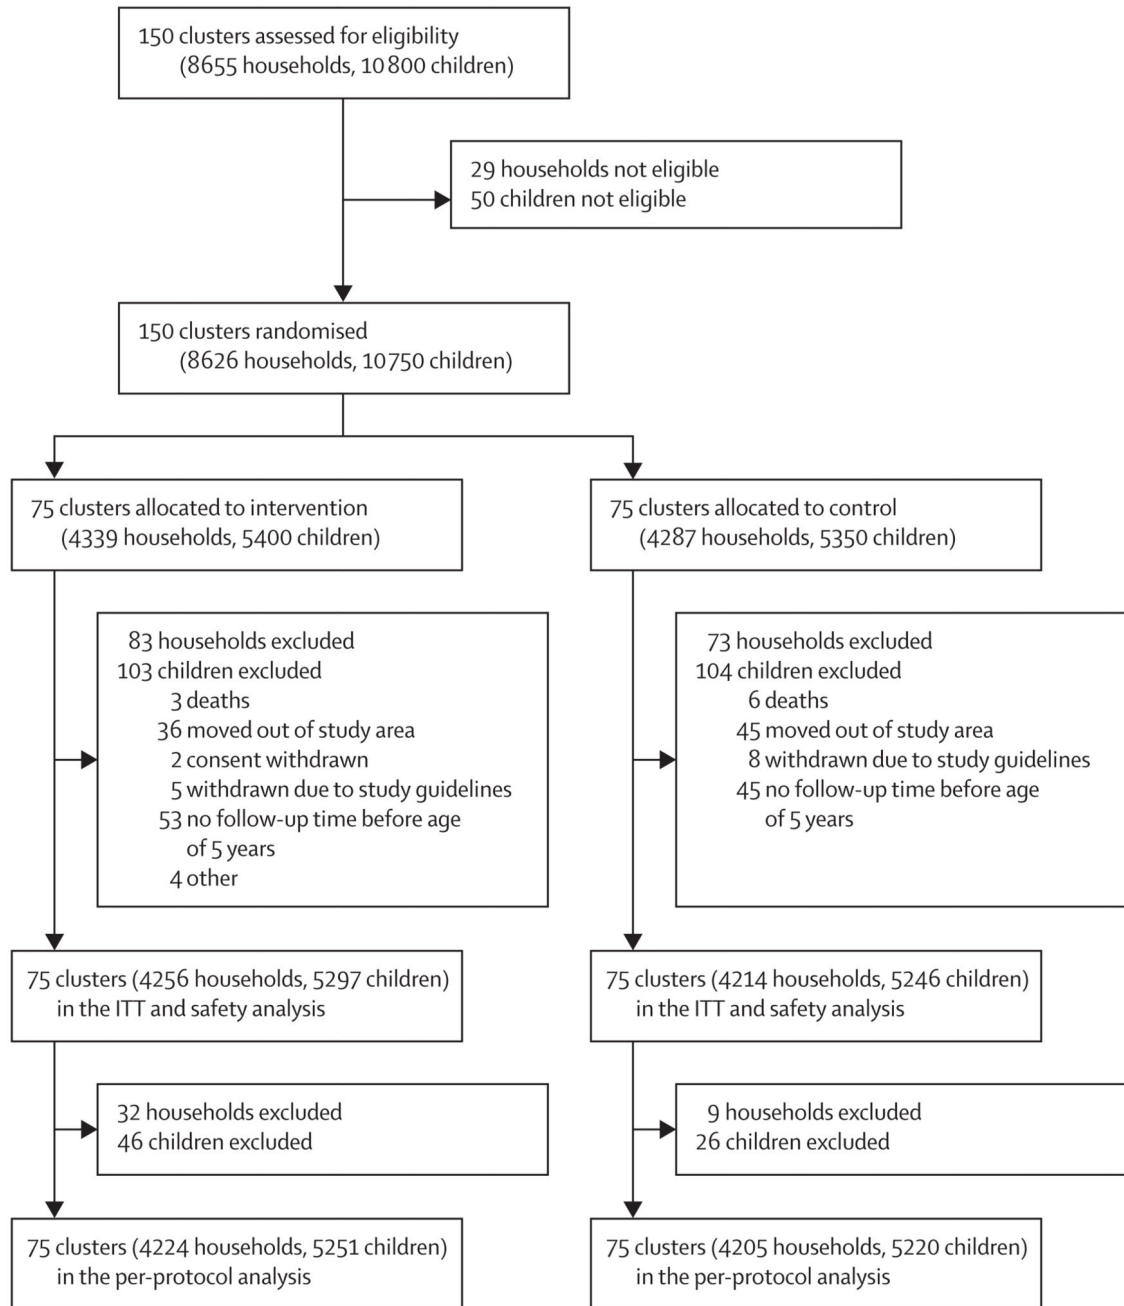 150 clusters assessed for eligibility
(8655 households, 10 800 children)
29 households not eligible
50 children not eligible
150 clusters randomised
(8626 households, 10 750 children)
75 clusters allocated to intervention
(4339 households, 5400 children)
75 clusters allocated to control
(4287 households, 5350 children)
83 households excluded
103 children excluded
3 deaths
36 moved out of study area
2 consent withdrawn
5 withdrawn due to study guidelines
53 no follow-up time before age
of 5 years
4 other
73 households excluded
104 children excluded
6 deaths
45 moved out of study area
8 withdrawn due to study guidelines
45 no follow-up time before age
of 5 years
75 clusters (4256 households, 5297 children)
in the ITT and safety analysis
75 clusters (4214 households, 5246 children)
in the ITT and safety analysis
32 households excluded
46 children excluded
9 households excluded
26 children excluded
75 clusters (4224 households, 5251 children)
in the per-protocol analysis
75 clusters (4205 households, 5220 children)
in the per-protocol analysis